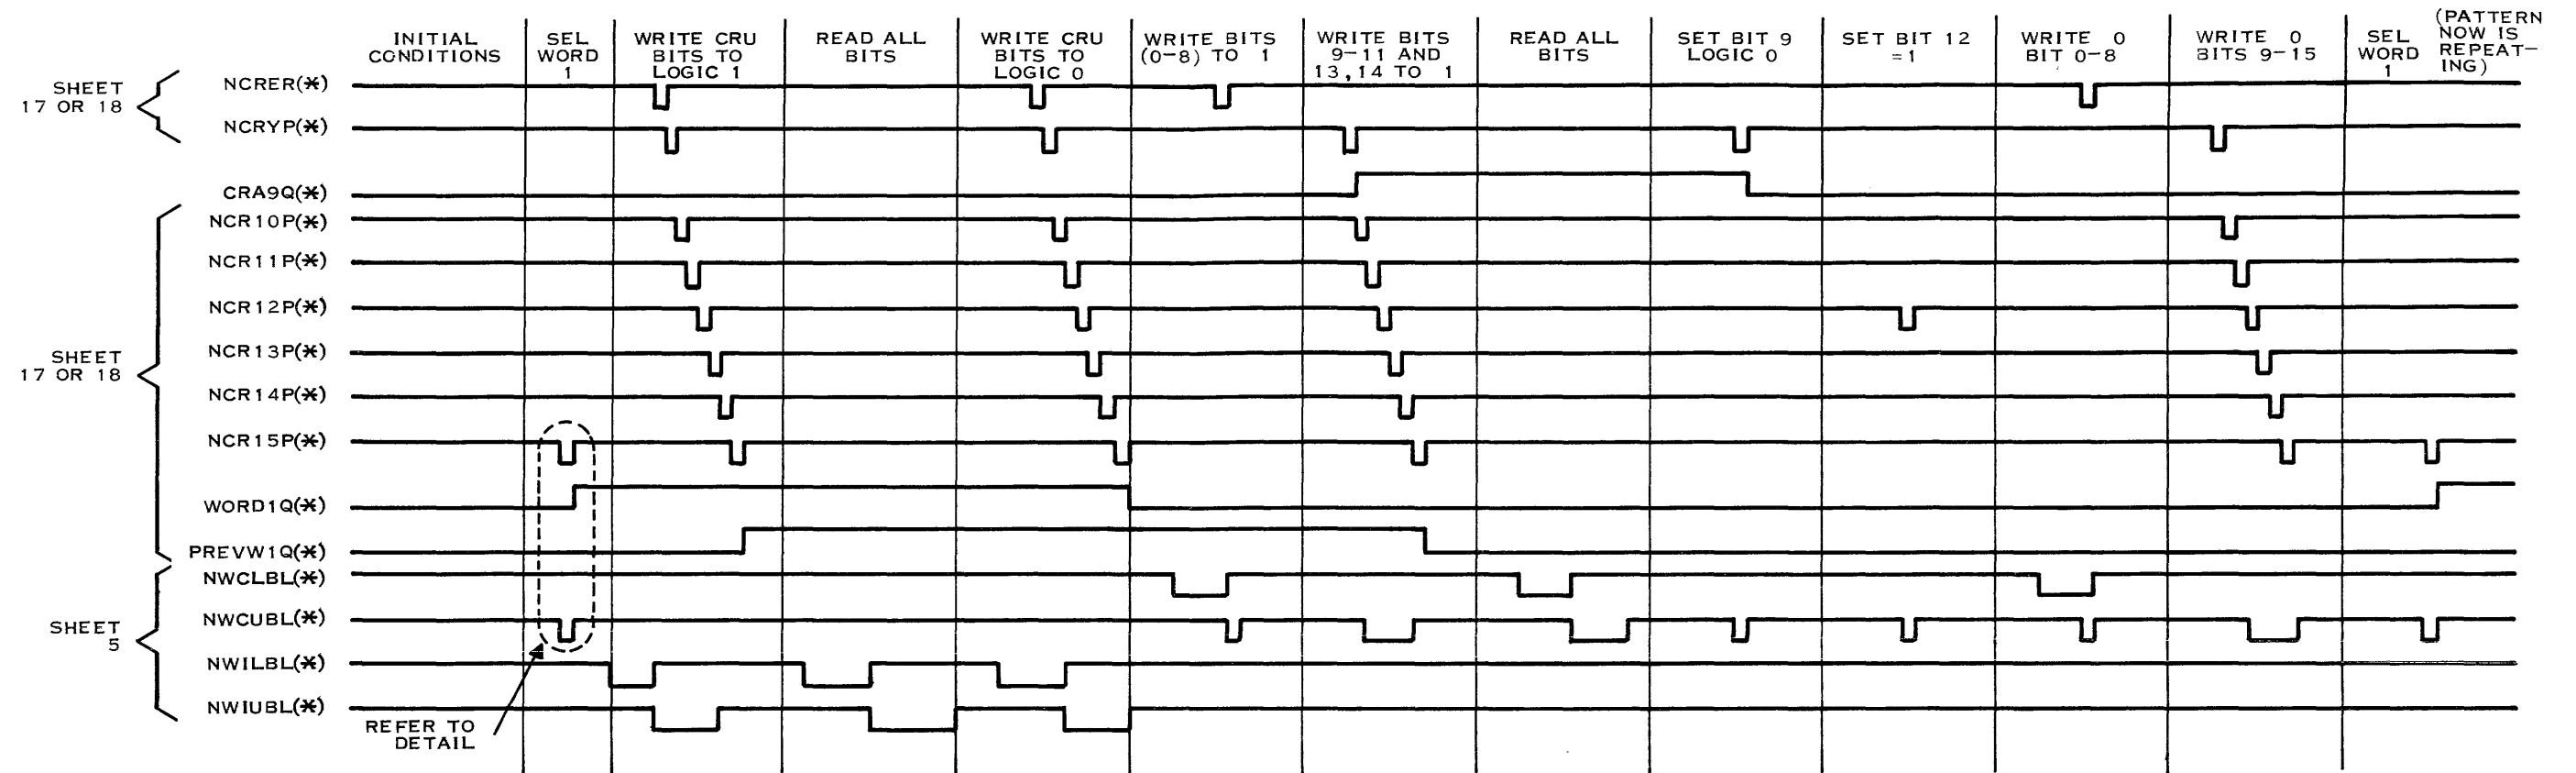 INITIAL
CONDITIONS
SEL
WORD
1
WRITE CRU
BITS TO
LOGIC 1
READ ALL
BITS
WRITE CRU
BITS TO
LOGIC 0
WRITE BITS
(0-8) TO 1
WRITE BITS
9-11 AND
13,14 TO 1
READ ALL
BITS
SET BIT 9
LOGIC 0
SET BIT 12
=1
WRITE 0
BIT 0-8
WRITE 0
BITS 9-15
SEL
WORD
1
(PATTERN
NOW IS
REPEAT-
ING)
SHEET
17 OR 18
NCRER(*)
NCRYP(*)
CRA9Q(*)
NCR10P(*)
NCR11P(*)
NCR12P(*)
NCR13P(*)
SHEET
17 OR 18
NCR14P(*)
NCR15P(*)
WORD1Q(*)
PREVW1Q(*)
NWCLBL(*)
NWCUBL(*)
SHEET
5
NWILBL(*)
NWIUBL(*)
REFER TO
DETAIL